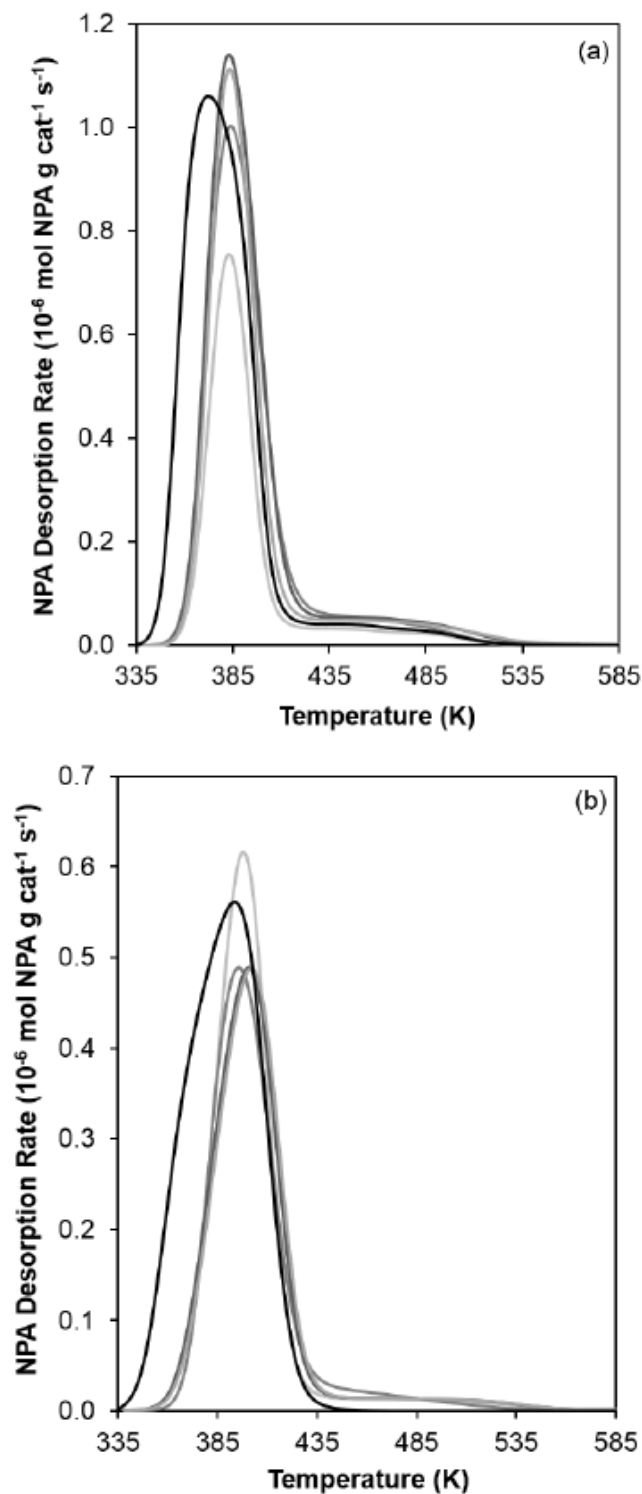 (a)
NPA Desorption Rate (10⁻⁶ mol NPA g cat⁻¹ s⁻¹)
1.2
1.0
0.8
0.6
0.4
0.2
0.0
335 385 435 485 535 585
Temperature (K)
(b)
NPA Desorption Rate (10⁻⁶ mol NPA g cat⁻¹ s⁻¹)
0.7
0.6
0.5
0.4
0.3
0.2
0.1
0.0
335 385 435 485 535 585
Temperature (K)